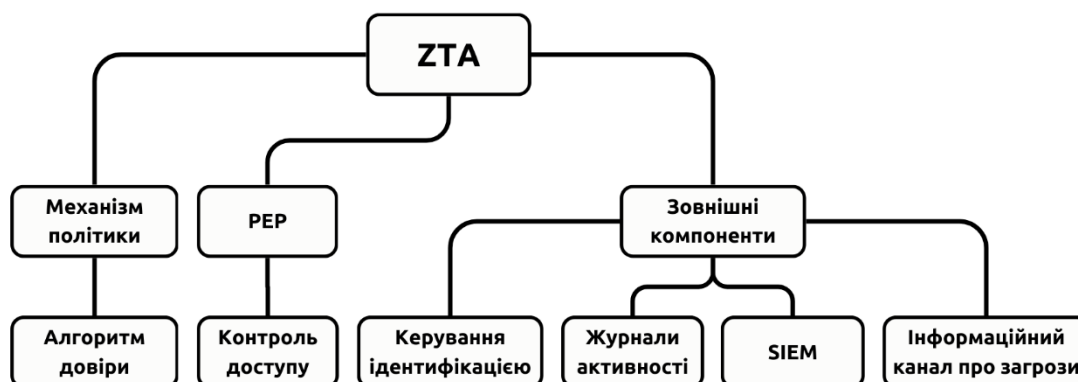 ZTA
Механізм
політики
PEP
Зовнішні
компоненти
Алгоритм
довіри
Контроль
доступу
Керування
ідентифікацією
Журнали
активності
SIEM
Інформаційний
канал про загрози